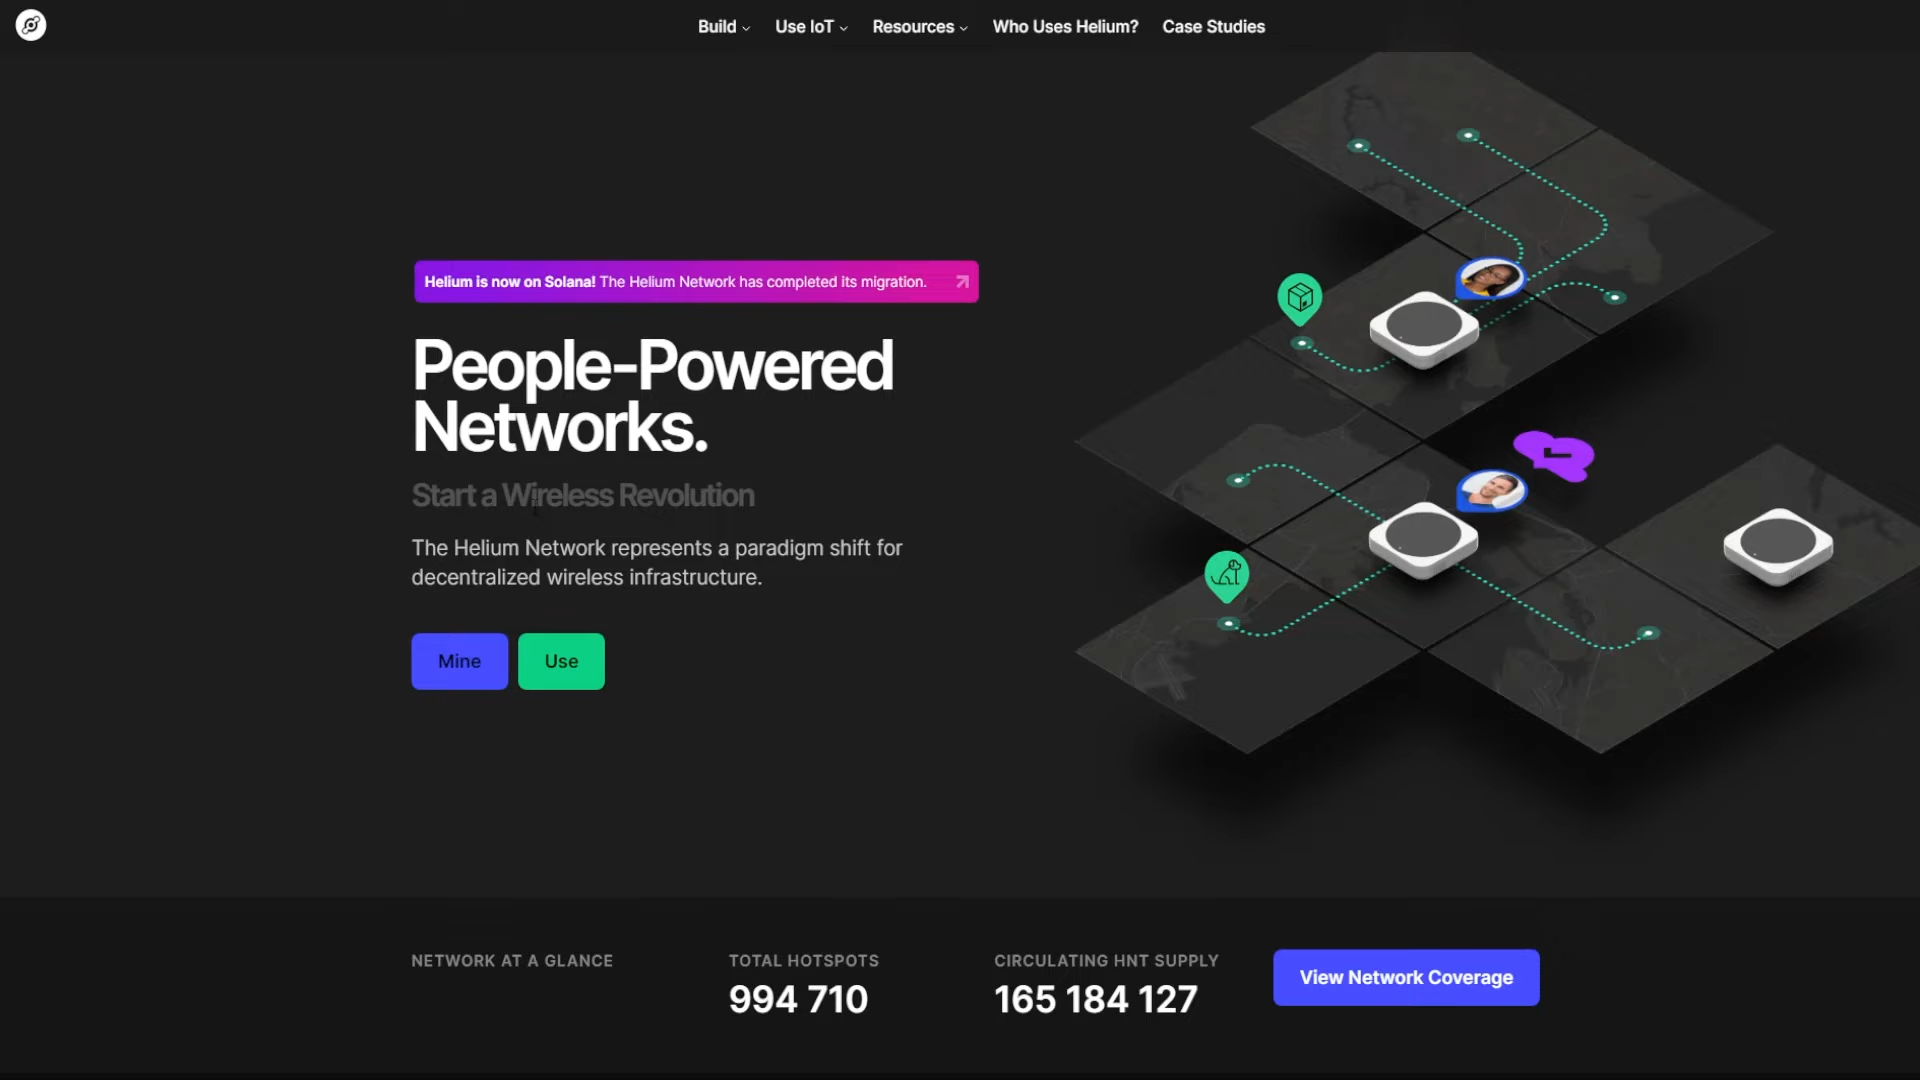 Build
Use IoT
Resources
Who Uses Helium?
Case Studies
Helium is now on Solana! The Helium Network has completed its migration.
People-Powered
Networks.
Start a Wireless Revolution
The Helium Network represents a paradigm shift for
decentralized wireless infrastructure.
Mine
Use
NETWORK AT A GLANCE
TOTAL HOTSPOTS
994 710
CIRCULATING HNT SUPPLY
165 184 127
View Network Coverage